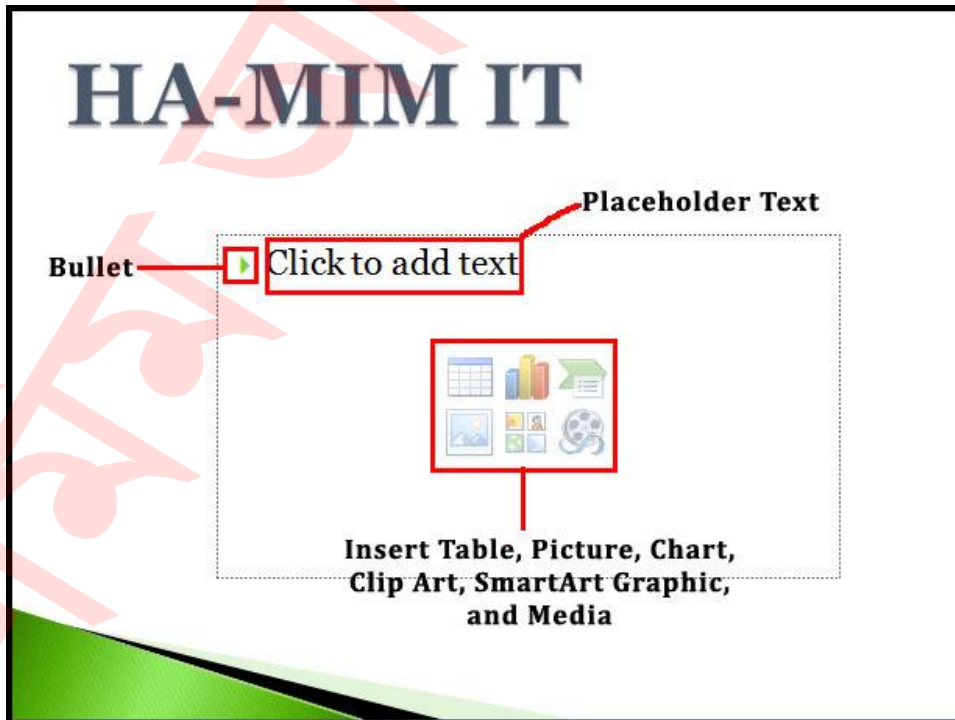 HA-MIM IT
Placeholder Text
Bullet
Click to add text
Insert Table, Picture, Chart,
Clip Art, SmartArt Graphic,
and Media